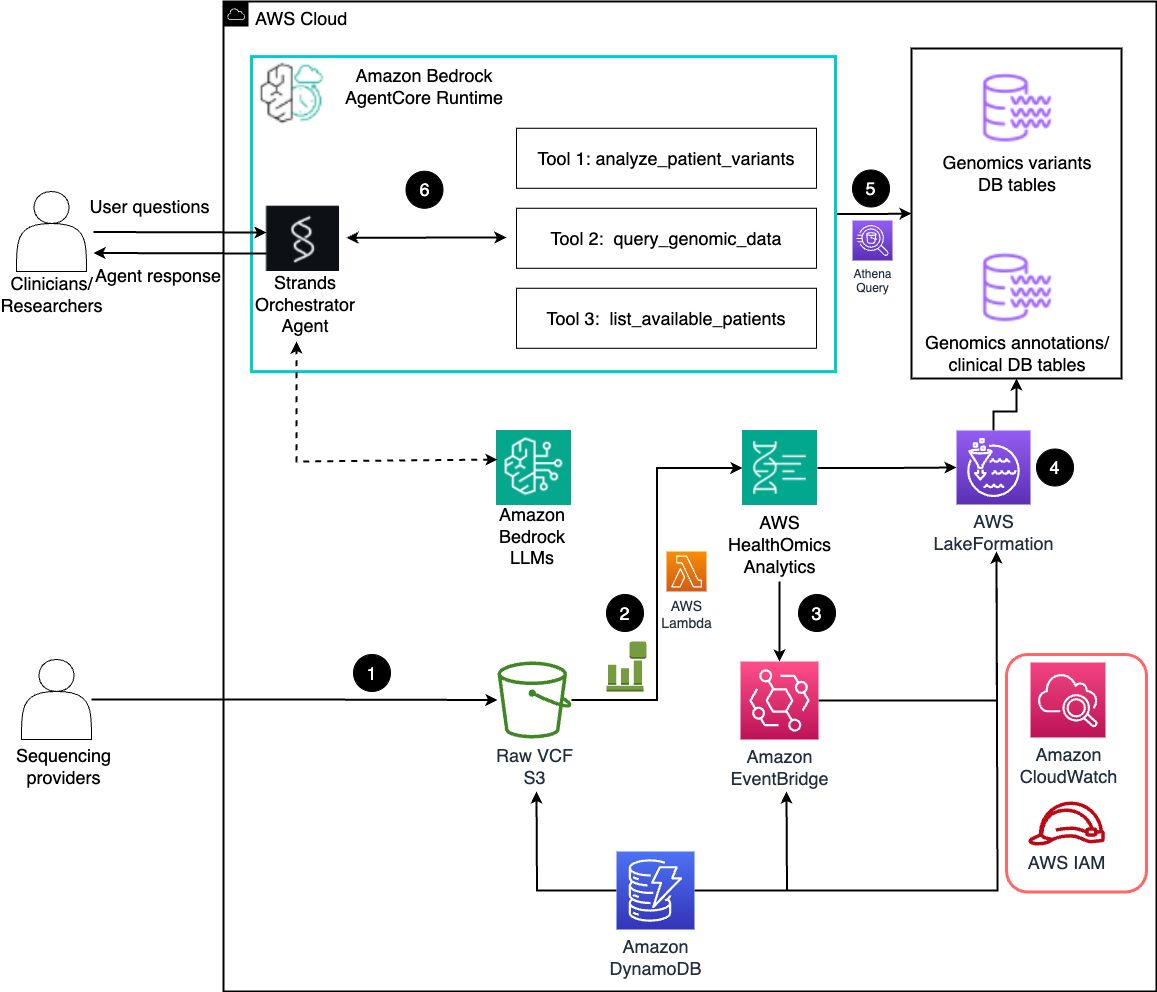 AWS Cloud
Amazon Bedrock
AgentCore Runtime
Tool 1: analyze_patient_variants
6
Tool 2: query_genomic_data
Tool 3: list_available_patients
User questions
Agent response
Clinicians/
Researchers
Strands
Orchestrator
Agent
5
Athena
Query
Genomics variants
DB tables
Genomics annotations/
clinical DB tables
Amazon
Bedrock
LLMs
AWS
HealthOmics
Analytics
AWS
LakeFormation
4
AWS
Lambda
2
3
1
Sequencing
providers
Raw VCF
S3
Amazon
EventBridge
Amazon
CloudWatch
AWS IAM
Amazon
DynamoDB